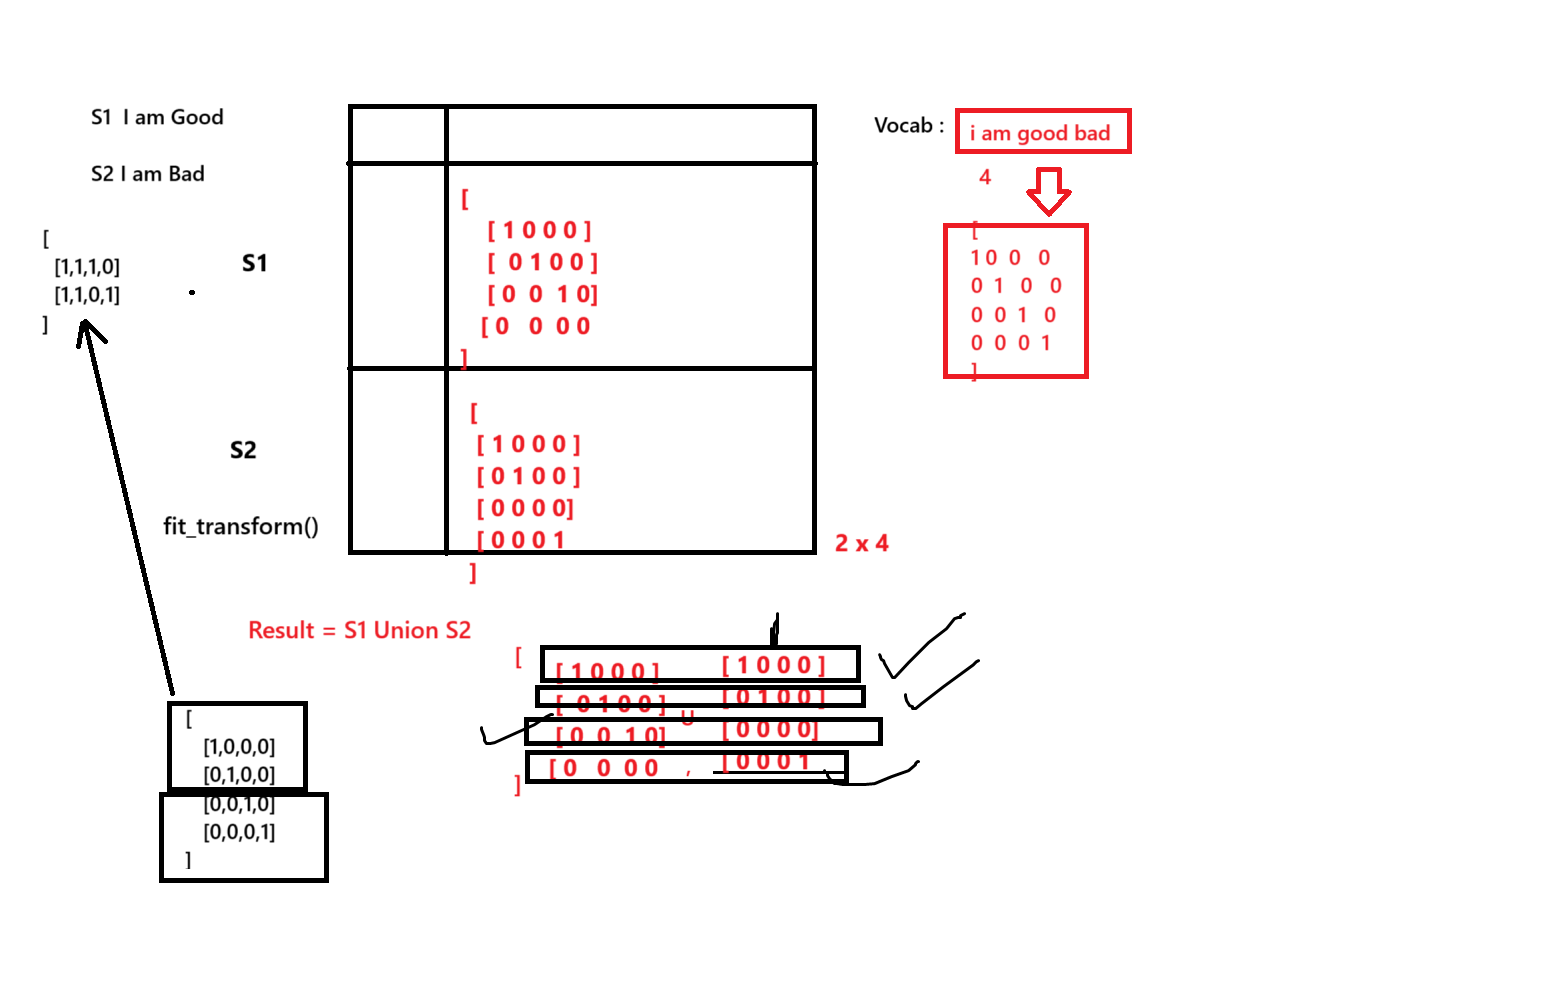 S1 I am Good
S2 I am Bad
[
[1,1,1,0]
[1,1,0,1]
]
S1
[
[ 1 0 0 0 ]
[ 0 1 0 0 ]
[ 0 0 1 0]
[ 0 0 0 0
]
S2
fit_transform()
[
[ 1 0 0 0 ]
[ 0 1 0 0 ]
[ 0 0 0 0]
[ 0 0 0 1
]
2 x 4
Vocab :
i am good bad
4
[
1 0 0 0
0 1 0 0
0 0 1 0
0 0 0 1
]
Result = S1 Union S2
[
[ 1 0 0 0 ] [ 1 0 0 0 ]
[ 0 1 0 0 ] [ 0 1 0 0 ]
U
[ 0 0 1 0] [ 0 0 0 0]
[ 0 0 0 0 , [ 0 0 0 1
]
[
[1,0,0,0]
[0,1,0,0]
[0,0,1,0]
[0,0,0,1]
]